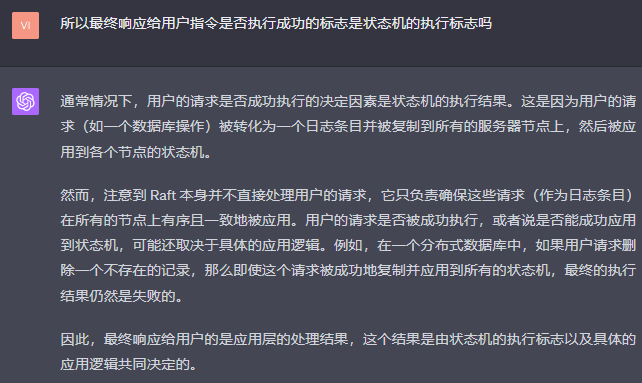 VI
所以最终响应给用户指令是否执行成功的标志是状态机的执行标志吗
通常情况下，用户的请求是否成功执行的决定因素是状态机的执行结果。这是因为用户的请
求（如一个数据库操作）被转化为一个日志条目并被复制到所有的服务器节点上，然后被应
用到各个节点的状态机。
然而，注意到 Raft 本身并不直接处理用户的请求，它只负责确保这些请求（作为日志条目）
在所有的节点上有序且一致地被应用。用户的请求是否被成功执行，或者说是否能成功应用
到状态机，可能还取决于具体的应用逻辑。例如，在一个分布式数据库中，如果用户请求删
除一个不存在的记录，那么即使这个请求被成功地复制并应用到所有的状态机，最终的执行
结果仍然是失败的。
因此，最终响应给用户的是应用层的处理结果，这个结果是由状态机的执行标志以及具体的
应用逻辑共同决定的。